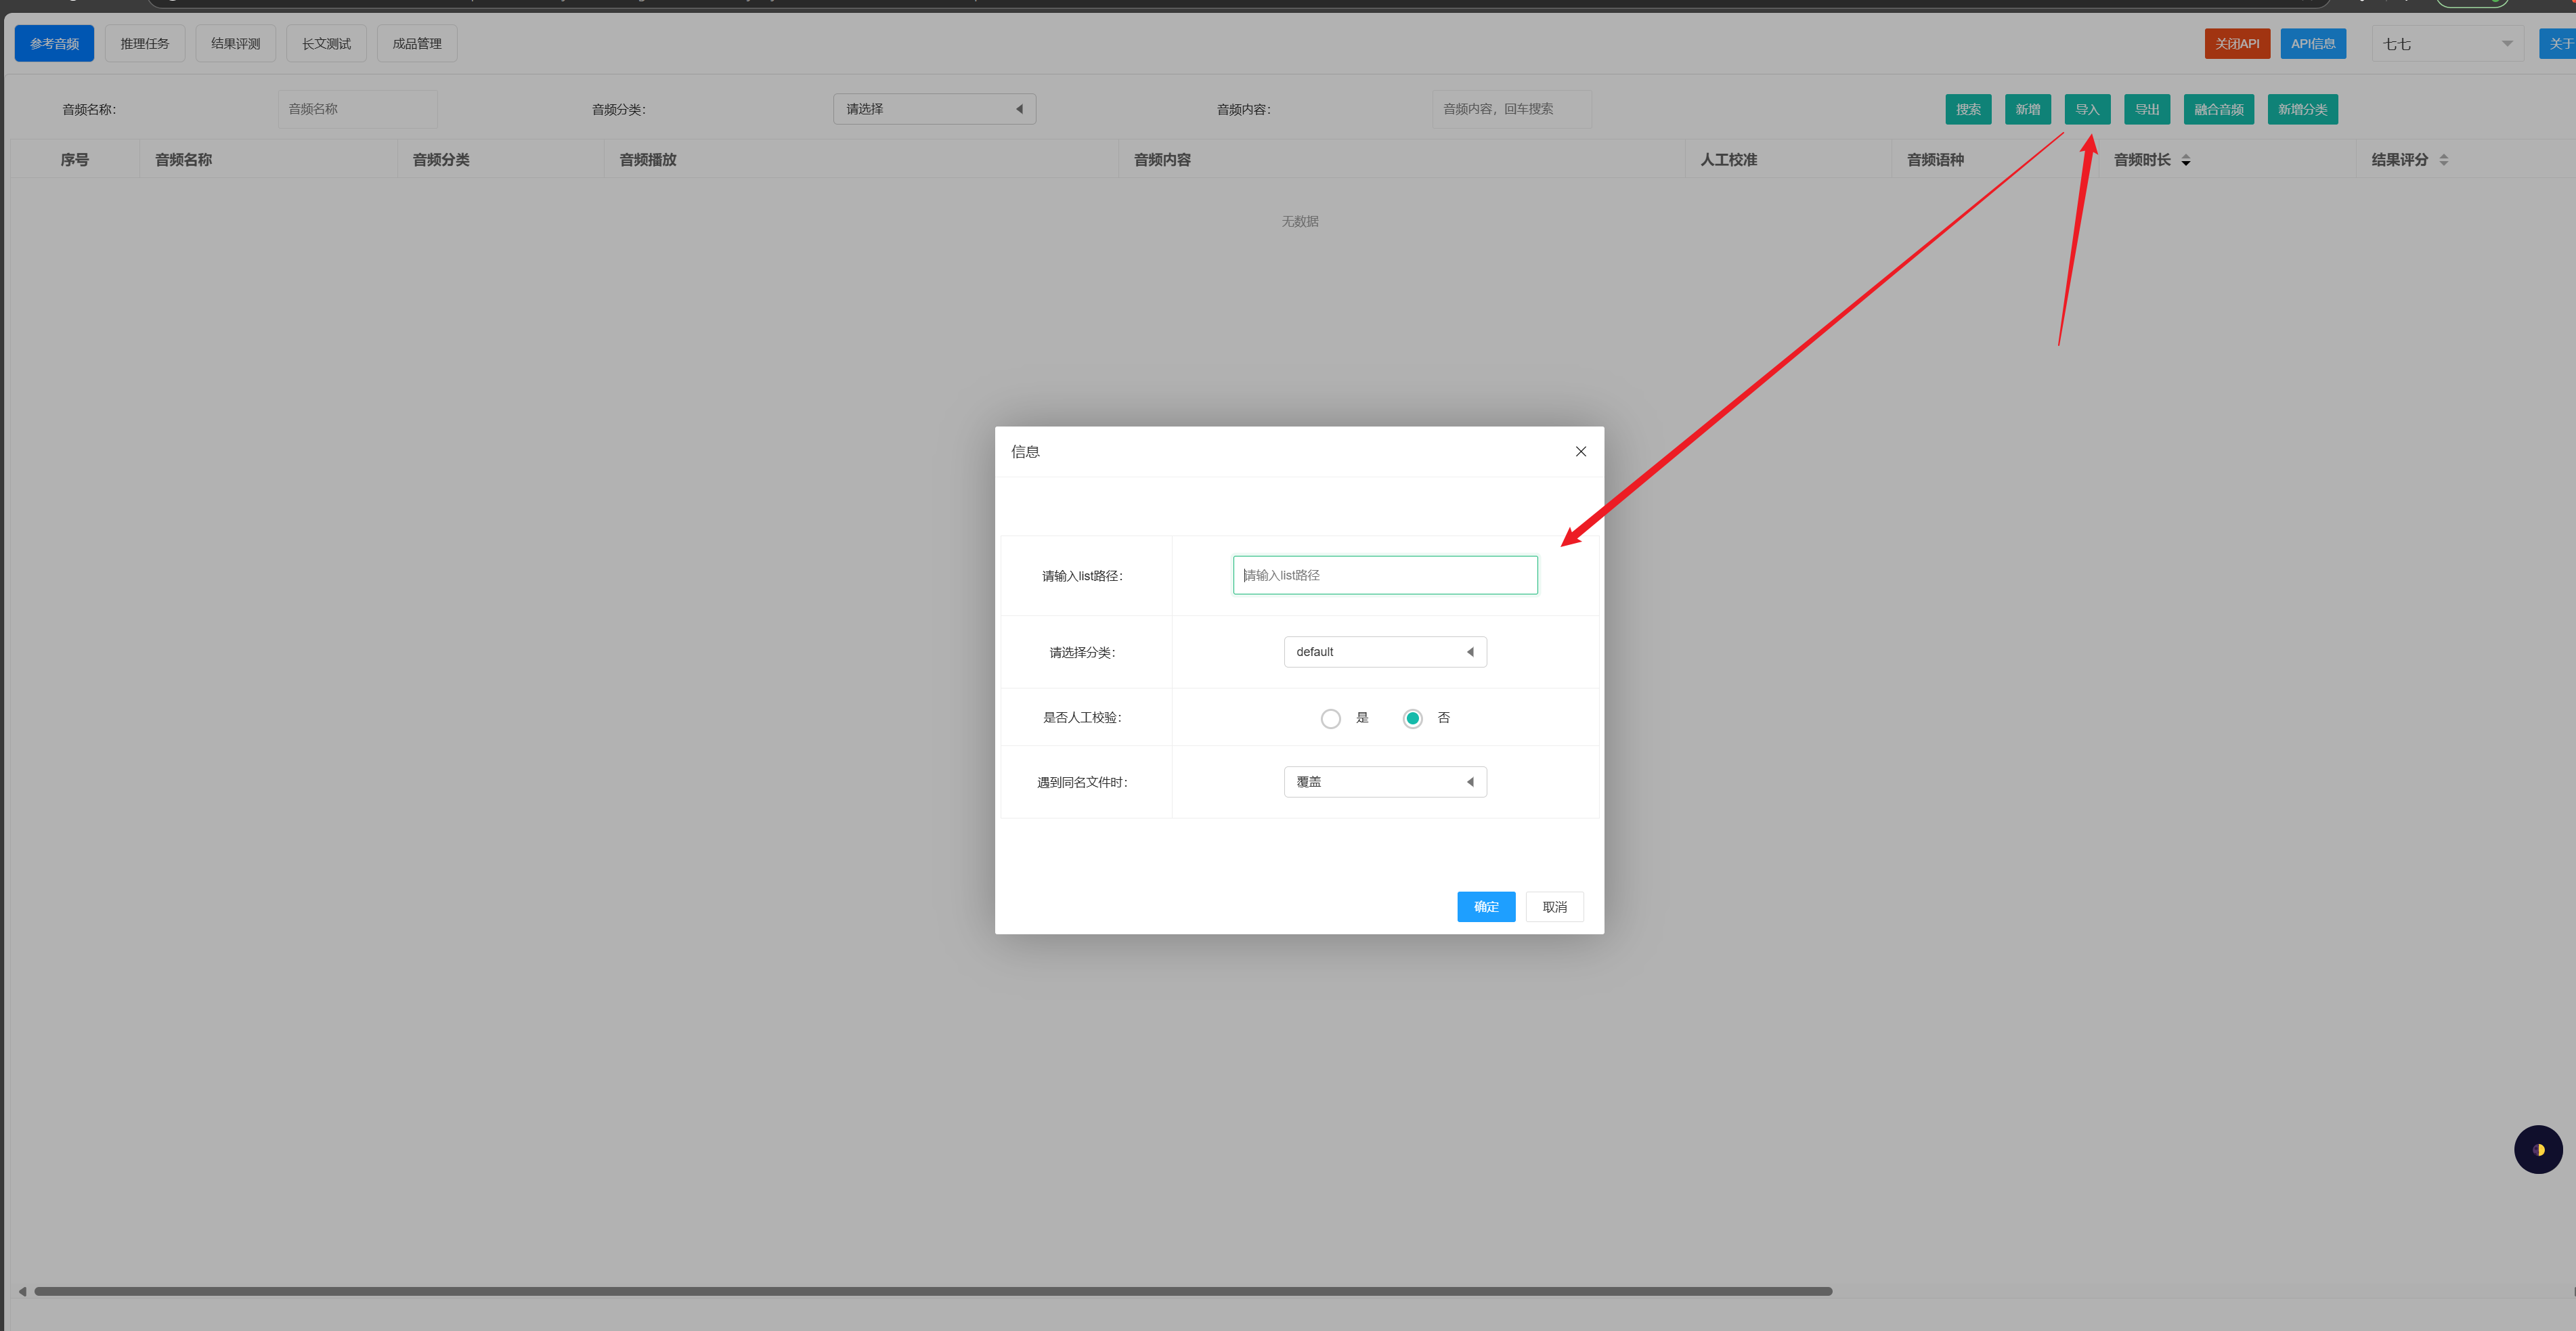 参考音频 推理任务 结果评测 长文测试 成品管理 关闭API API信息 七七 关于
音频名称: 音频名称 音频分类: 请选择 音频内容: 音频内容，回车搜索 搜索 新增 导入 导出 融合音频 新增分类
序号 音频名称 音频分类 音频播放 音频内容 人工校准 音频语种 音频时长 结果评分
无数据
信息
请输入list路径: 请输入list路径
请选择分类: default
是否人工校验: 是 否
遇到同名文件时: 覆盖
确定 取消